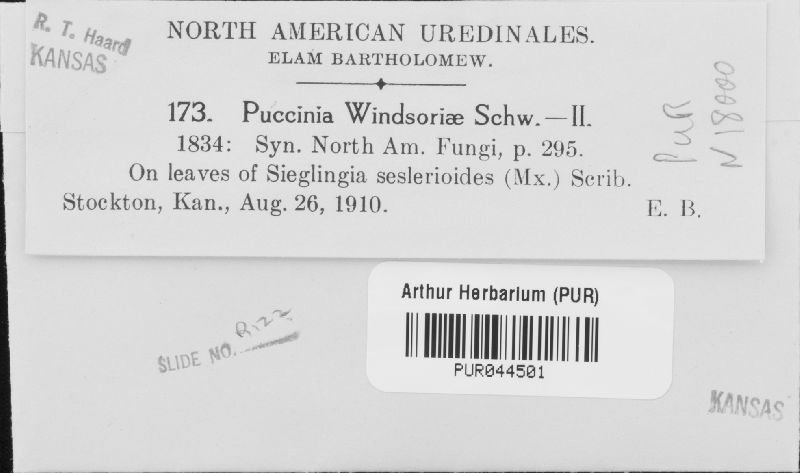 R. T. Haard
KANSAS
NORTH AMERICAN UREDINALES.
ELAM BARTHOLOMEW.
173. Puccinia Windsoriæ Schw.—II.
1834: Syn. North Am. Fungi, p. 295.
On leaves of Sieglingia seslerioides (Mx.) Scrib.
Stockton, Kan., Aug. 26, 1910. E. B.
PUR
N 18000
Arthur Herbarium (PUR)
PUR044501
SLIDE NO.
KANSAS